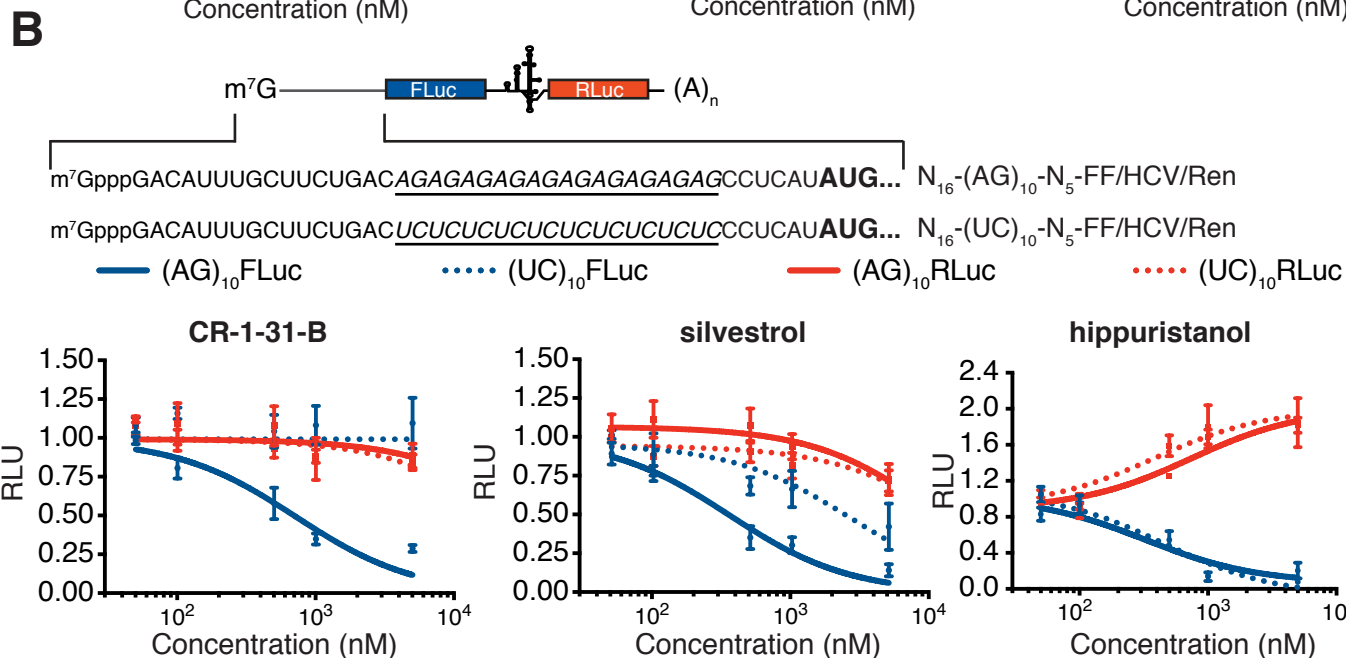 Concentration (nM) Concentration (nM) Concentration (nM)
B
m⁷G FLuc RLuc (A)ₙ
m⁷GpppGACAUUUGCUUCUGACAGAGAGAGAGAGAGAGAGAGCCUCAUAUG... N₁₆-(AG)₁₀-N₅-FF/HCV/Ren
m⁷GpppGACAUUUGCUUCUGACUCUCUCUCUCUCUCUCUCUCCCUCAUAUG... N₁₆-(UC)₁₀-N₅-FF/HCV/Ren
(AG)₁₀FLuc (UC)₁₀FLuc (AG)₁₀RLuc (UC)₁₀RLuc
CR-1-31-B
RLU
1.50
1.25
1.00
0.75
0.50
0.25
0.00
10² 10³ 10⁴
Concentration (nM)
silvestrol
RLU
1.50
1.25
1.00
0.75
0.50
0.25
0.00
10² 10³ 10⁴
Concentration (nM)
hippuristanol
RLU
2.4
2.0
1.6
1.2
0.8
0.4
0.0
10² 10³ 10
Concentration (nM)